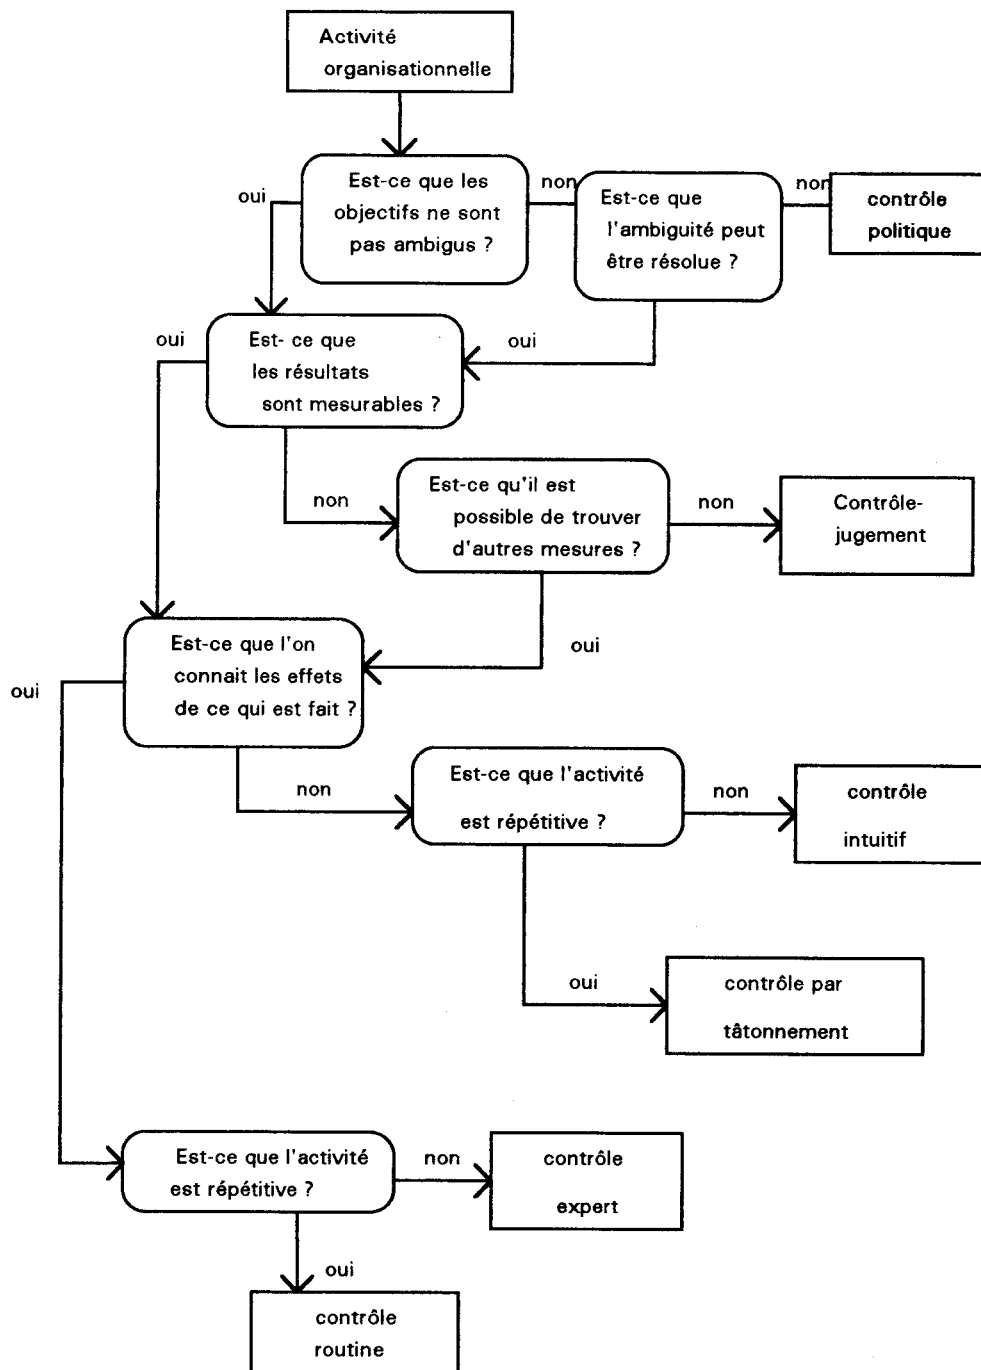 Activité
organisationnelle
Est-ce que les
objectifs ne sont
pas ambigus ?
oui
non
Est-ce que
l'ambiguité peut
être résolue ?
non
contrôle
politique
oui
Est- ce que
les résultats
sont mesurables ?
oui
non
Est-ce qu'il est
possible de trouver
d'autres mesures ?
non
Contrôle-
jugement
oui
Est-ce que l'on
connait les effets
de ce qui est fait ?
oui
non
Est-ce que l'activité
est répétitive ?
non
contrôle
intuitif
oui
contrôle par
tâtonnement
Est-ce que l'activité
est répétitive ?
non
contrôle
expert
oui
contrôle
routine